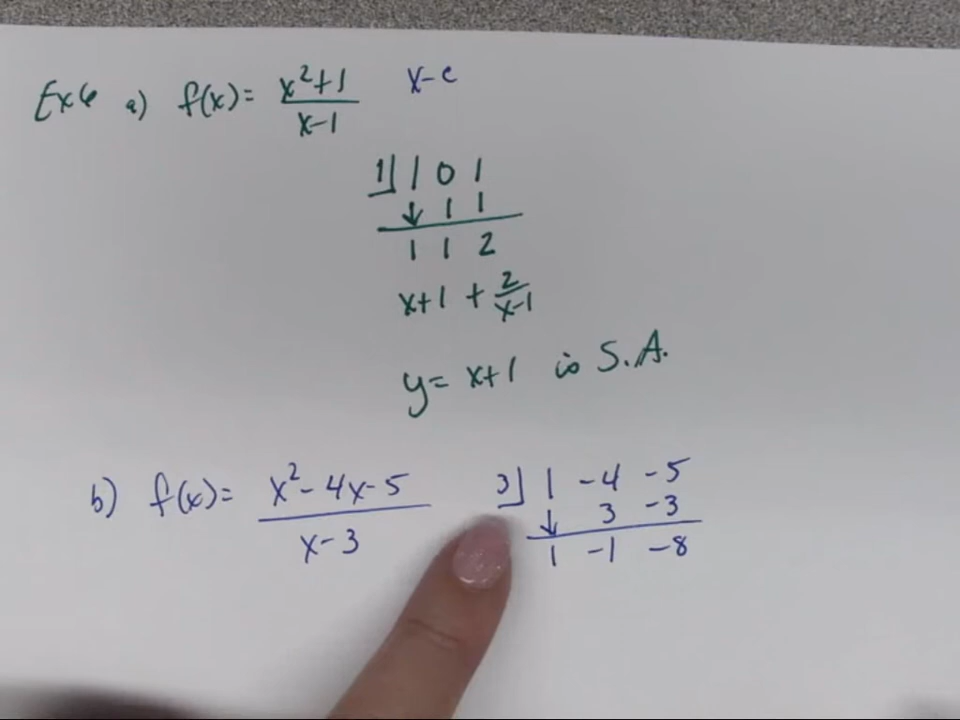 Ex 6 a) f(x) = x²+1 / x-1 x-c
1| 1 0 1
↓ 1 1
1 1 2
x+1 + 2/x-1
y = x+1 is S.A.
b) f(x) = x²-4x-5 / x-3
3| 1 -4 -5
↓ 3 -3
1 -1 -8